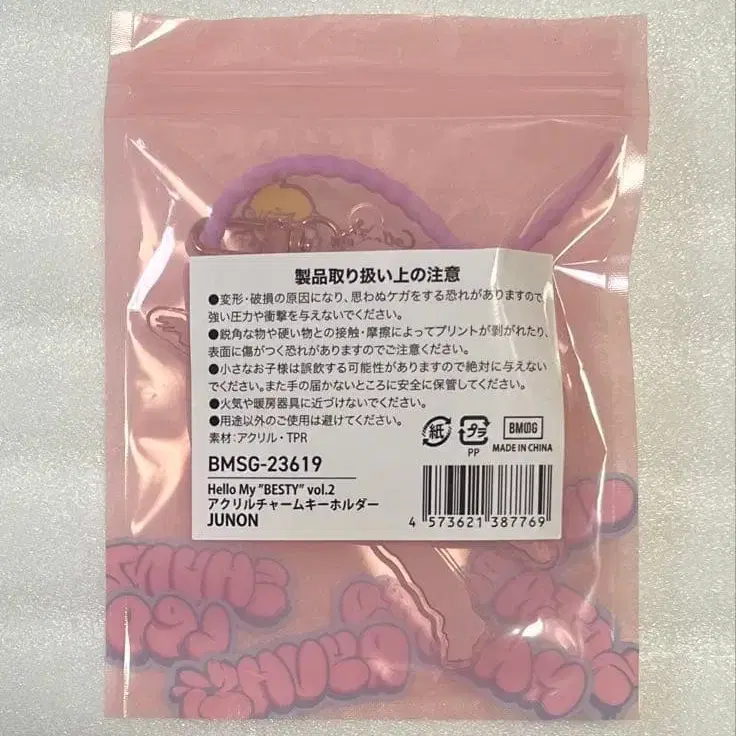 製品取り扱い上の注意
●変形・破損の原因になり、思わぬケガをする恐れがありますので、
強い圧力や衝撃を与えないでください。
●鋭角な物や硬い物との接触・摩擦によってプリントが剥がれたり、
表面に傷がつく恐れがありますのでご注意ください。
●小さなお子様は誤飲する可能性がありますので絶対に与えない
でください。また手の届かないところに安全に保管してください。
●火気や暖房器具に近づけないでください。
●用途以外のご使用は避けてください。
素材：アクリル・TPR
紙
プラ
PP
BMSG
MADE IN CHINA
BMSG-23619
Hello My "BESTY" vol.2
アクリルチャームキーホルダー
JUNON
4 573621 387769